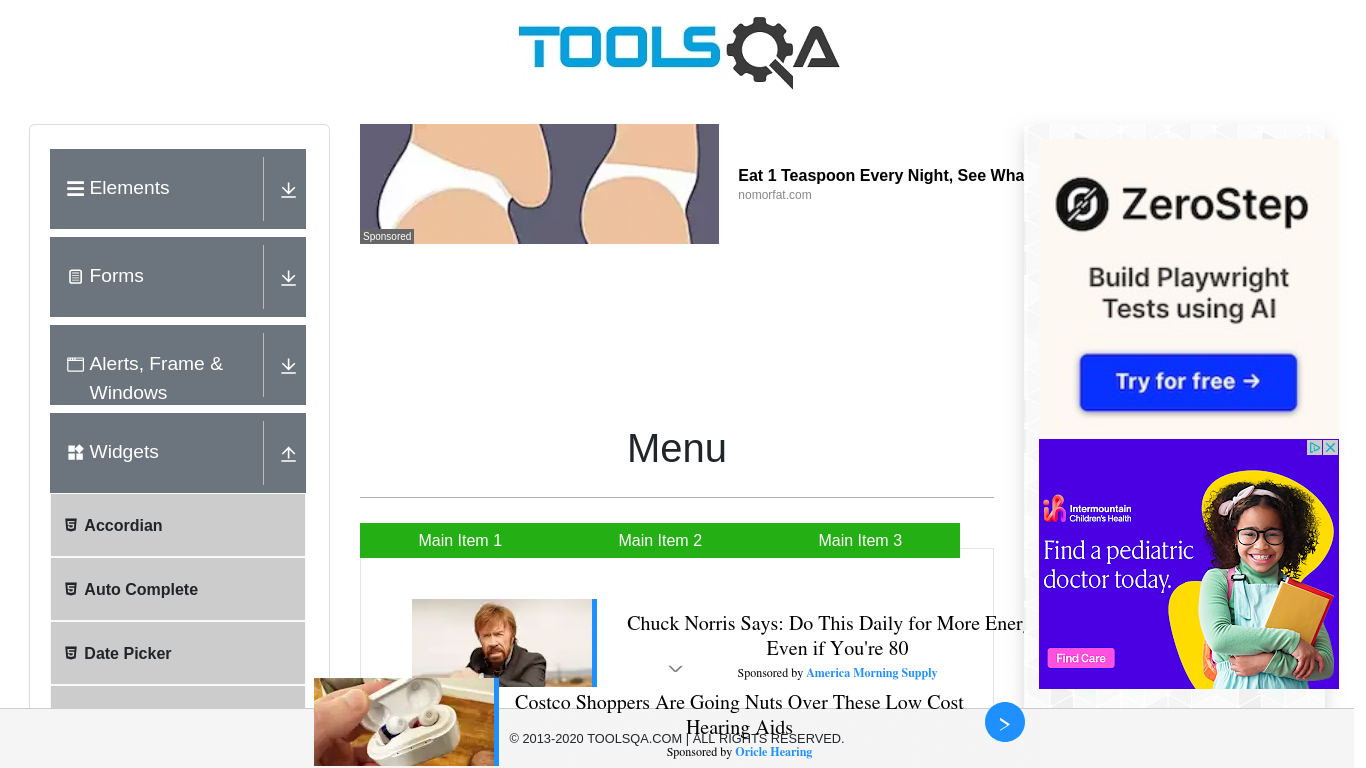 TOOLSQA
Elements
Forms
Alerts, Frame &
Windows
Widgets
Accordian
Auto Complete
Date Picker
Sponsored
Eat 1 Teaspoon Every Night, See Wha
nomorfat.com
Menu
Main Item 1
Main Item 2
Main Item 3
Chuck Norris Says: Do This Daily for More Energ
Even if You're 80
Sponsored by America Morning Supply
Costco Shoppers Are Going Nuts Over These Low Cost
Hearing Aids
© 2013-2020 TOOLSQA.COM | ALL RIGHTS RESERVED.
Sponsored by Oricle Hearing
ZeroStep
Build Playwright
Tests using AI
Try for free →
ih Intermountain
Children's Health
Find a pediatric
doctor today.
Find Care